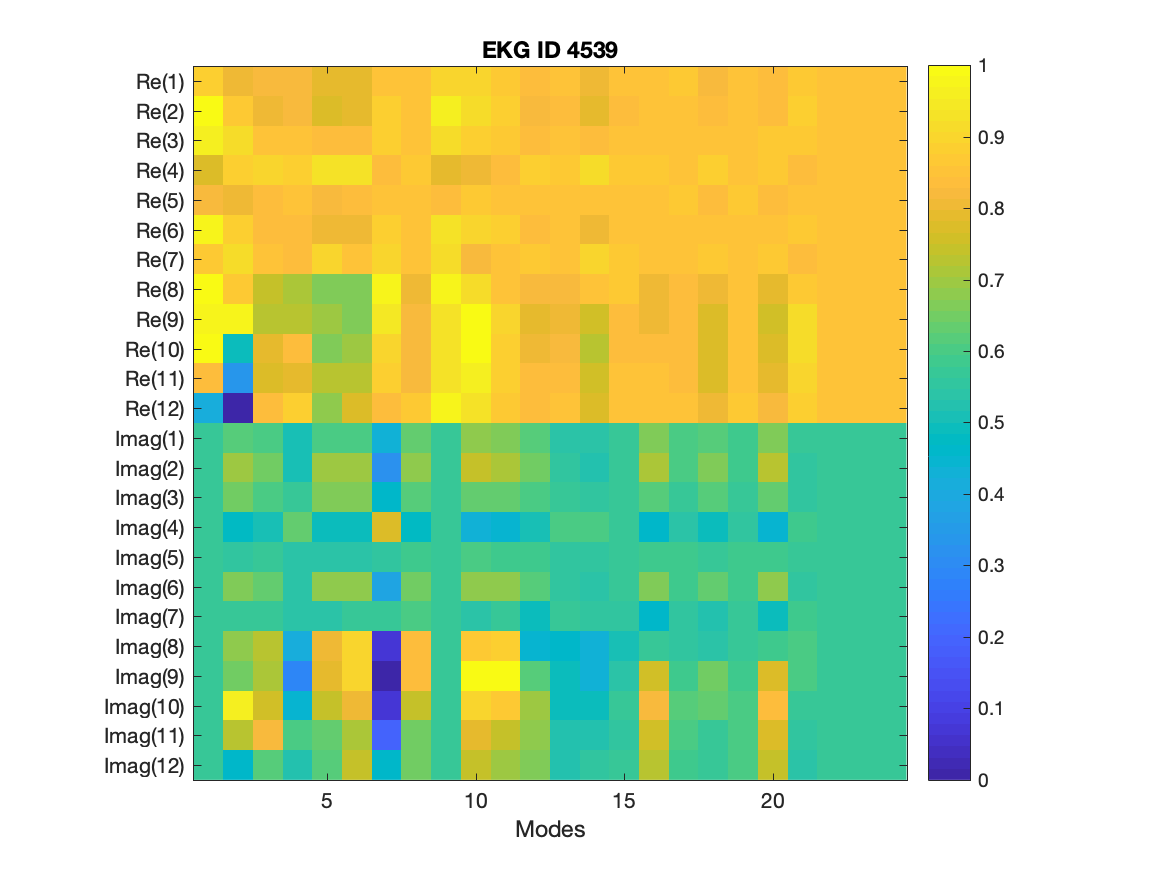 EKG ID 4539
Re(1)
Re(2)
Re(3)
Re(4)
Re(5)
Re(6)
Re(7)
Re(8)
Re(9)
Re(10)
Re(11)
Re(12)
Imag(1)
Imag(2)
Imag(3)
Imag(4)
Imag(5)
Imag(6)
Imag(7)
Imag(8)
Imag(9)
Imag(10)
Imag(11)
Imag(12)
5 10 15 20
Modes
1
0.9
0.8
0.7
0.6
0.5
0.4
0.3
0.2
0.1
0